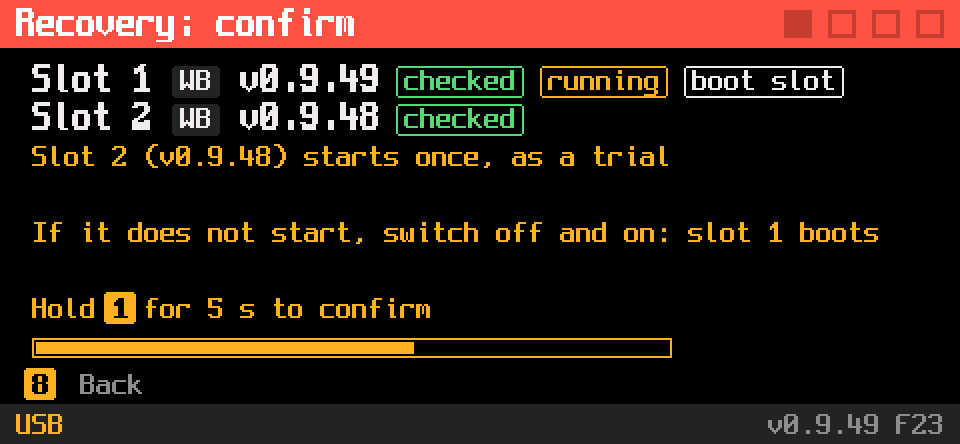 Recovery: confirm
Slot 1 WB v0.9.49 checked running boot slot
Slot 2 WB v0.9.48 checked
Slot 2 (v0.9.48) starts once, as a trial
If it does not start, switch off and on: slot 1 boots
Hold 1 for 5 s to confirm
8 Back
USB v0.9.49 F23